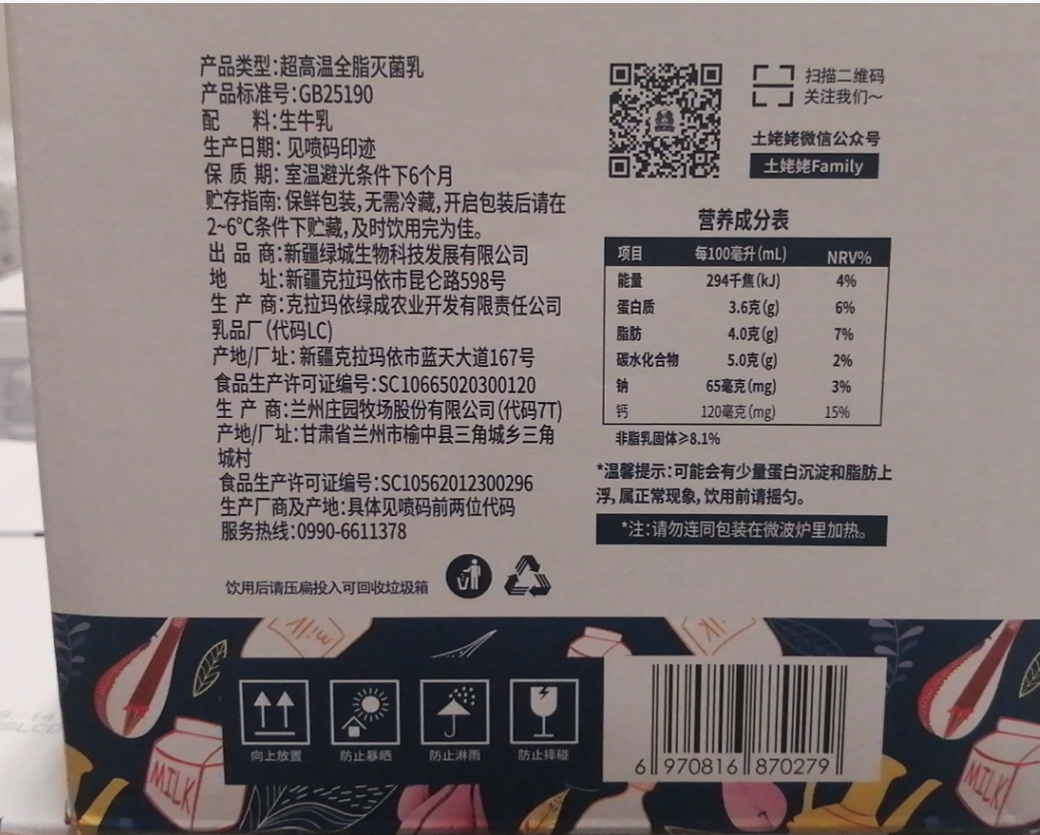 产品类型:超高温全脂灭菌乳
产品标准号:GB25190
配 料:生牛乳
生产日期: 见喷码印迹
保 质 期: 室温避光条件下6个月
贮存指南: 保鲜包装,无需冷藏,开启包装后请在
2~6℃条件下贮藏,及时饮用完为佳。
出 品 商:新疆绿城生物科技发展有限公司
地 址:新疆克拉玛依市昆仑路598号
生 产 商:克拉玛依绿成农业开发有限责任公司
乳品厂(代码LC)
产地/厂址: 新疆克拉玛依市蓝天大道167号
食品生产许可证编号:SC10665020300120
生 产 商:兰州庄园牧场股份有限公司(代码7T)
产地/厂址:甘肃省兰州市榆中县三角城乡三角
城村
食品生产许可证编号:SC10562012300296
生产厂商及产地:具体见喷码前两位代码
服务热线:0990-6611378
饮用后请压扁投入可回收垃圾箱
扫描二维码
关注我们~
土姥姥微信公众号
土姥姥Family
营养成分表
项目 每100毫升(mL) NRV%
能量 294千焦(kJ) 4%
蛋白质 3.6克(g) 6%
脂肪 4.0克(g) 7%
碳水化合物 5.0克(g) 2%
钠 65毫克(mg) 3%
钙 120毫克(mg) 15%
非脂乳固体≥8.1%
*温馨提示:可能会有少量蛋白沉淀和脂肪上
浮,属正常现象,饮用前请摇匀。
*注:请勿连同包装在微波炉里加热。
milk
MILK
向上放置
防止暴晒
防止淋雨
防止摔碰
6 970816 870279
MILK